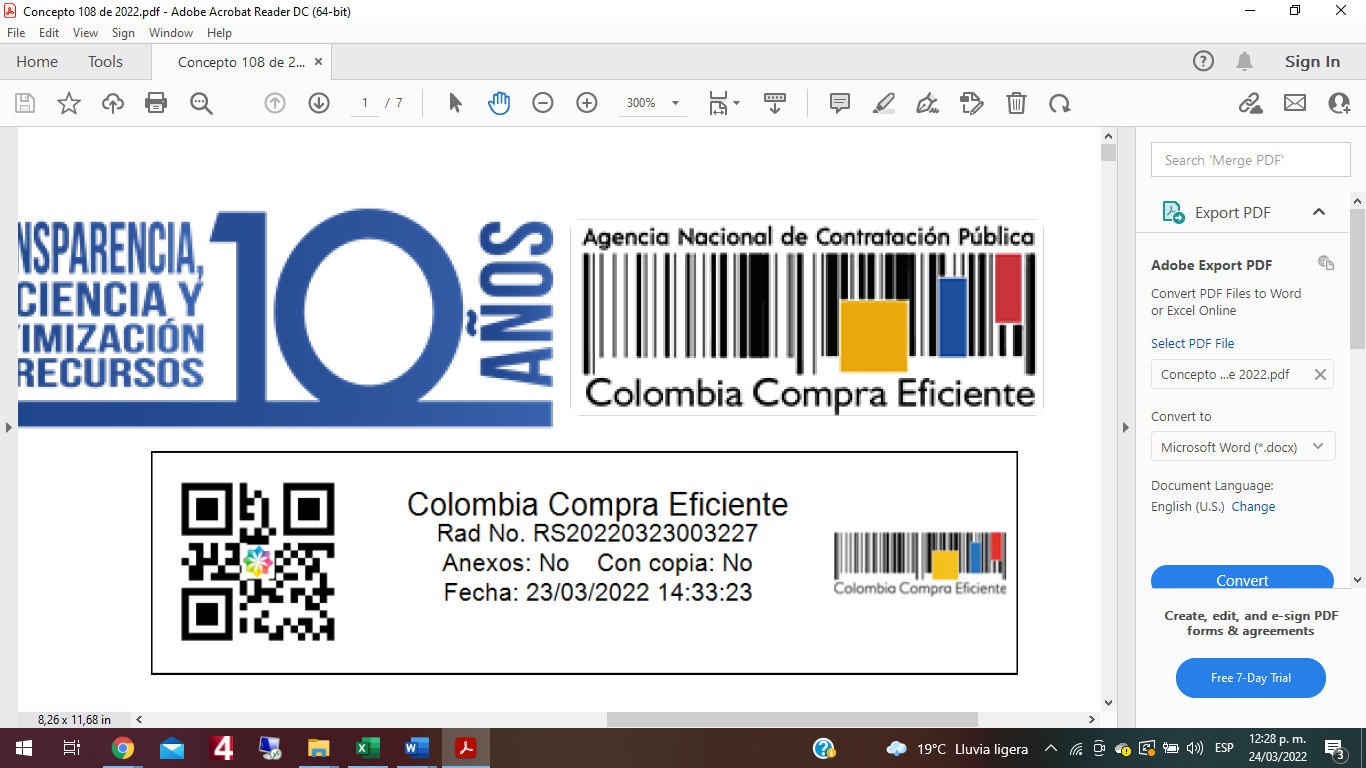 Concepto 108 de 2022.pdf - Adobe Acrobat Reader DC (64-bit)
File Edit View Sign Window Help
Home Tools Concepto 108 de 2... × Sign In
1 / 7 300%
NSPARENCIA,
CIENCIA Y
TIMIZACIÓN
RECURSOS
10
AÑOS
Agencia Nacional de Contratación Pública
Colombia Compra Eficiente
Colombia Compra Eficiente
Rad No. RS20220323003227
Anexos: No Con copia: No
Fecha: 23/03/2022 14:33:23
Colombia Compra Eficiente
8,26 x 11,68 in
Search 'Merge PDF'
Export PDF
Adobe Export PDF
Convert PDF Files to Word
or Excel Online
Select PDF File
Concepto ...e 2022.pdf
Convert to
Microsoft Word (*.docx)
Document Language:
English (U.S.) Change
Convert
Create, edit, and e-sign PDF
forms & agreements
Free 7-Day Trial
4
19°C Lluvia ligera
ESP
12:28 p. m.
24/03/2022
3